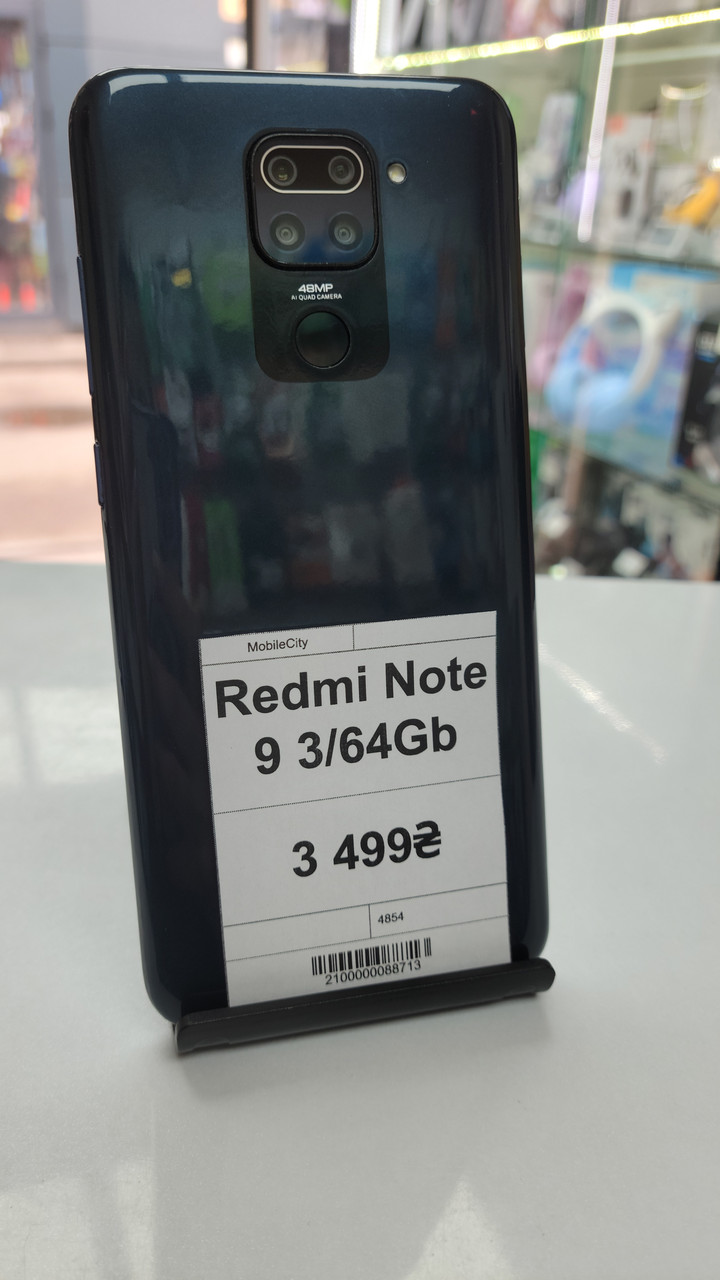 48MP
AI QUAD CAMERA
MobileCity
Redmi Note
9 3/64Gb
3 499₴
4854
2100000088713